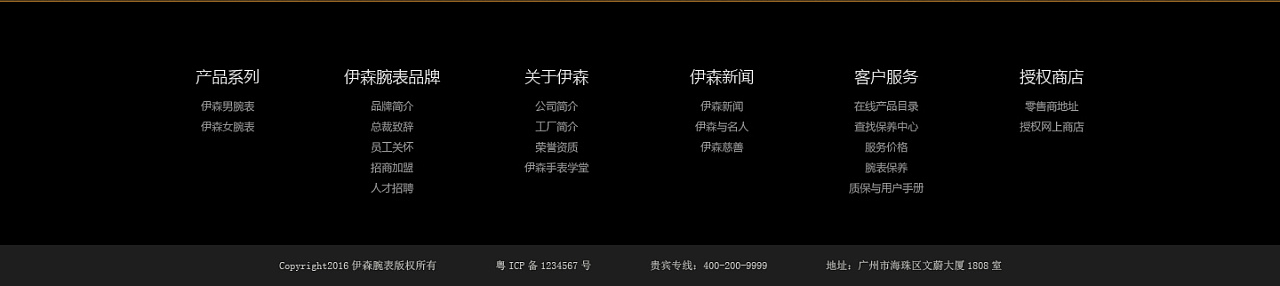 产品系列
伊森男腕表
伊森女腕表
伊森腕表品牌
品牌简介
总裁致辞
员工关怀
招商加盟
人才招聘
关于伊森
公司简介
工厂简介
荣誉资质
伊森手表学堂
伊森新闻
伊森新闻
伊森与名人
伊森慈善
客户服务
在线产品目录
查找保养中心
服务价格
腕表保养
质保与用户手册
授权商店
零售商地址
授权网上商店
Copyright2016 伊森腕表版权所有 粤 ICP 备 1234567 号 贵宾专线：400-200-9999 地址：广州市海珠区文蔚大厦 1808 室